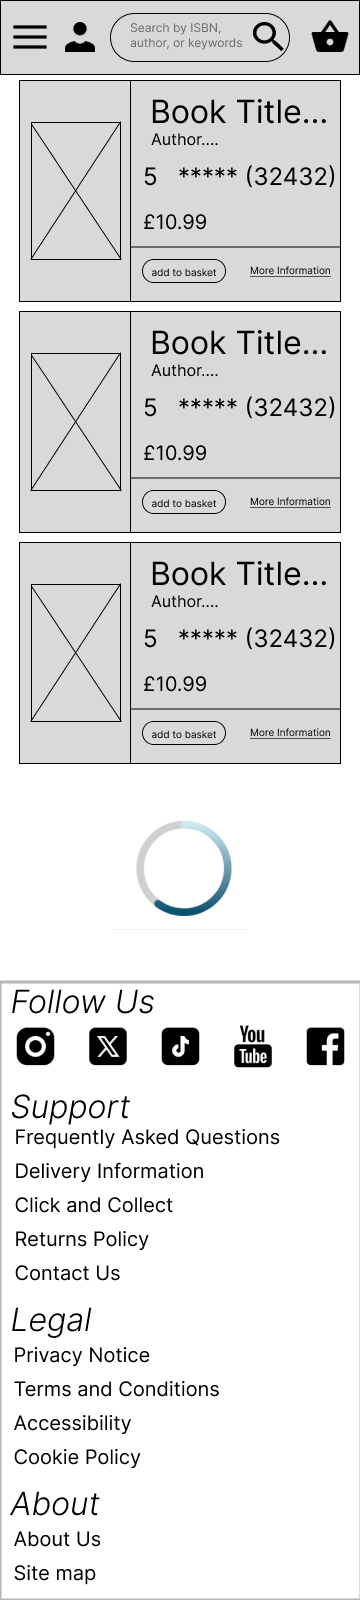 Search by ISBN,
author, or keywords
Book Title...
Author....
5 ***** (32432)
£10.99
add to basket More Information
Book Title...
Author....
5 ***** (32432)
£10.99
add to basket More Information
Book Title...
Author....
5 ***** (32432)
£10.99
add to basket More Information
Follow Us
You
Tube
Support
Frequently Asked Questions
Delivery Information
Click and Collect
Returns Policy
Contact Us
Legal
Privacy Notice
Terms and Conditions
Accessibility
Cookie Policy
About
About Us
Site map